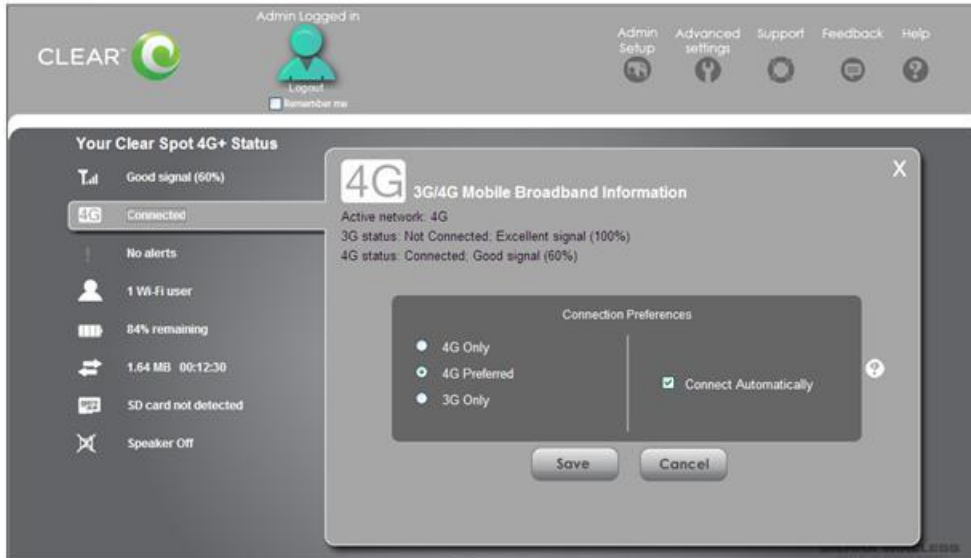 Admin Logged in
CLEAR
Logout
Remember me
Admin Setup
Advanced settings
Support
Feedback
Help
Your Clear Spot 4G+ Status
Good signal (60%)
4G Connected
No alerts
1 Wi-Fi user
84% remaining
1.64 MB 00:12:30
SD card not detected
Speaker Off
X
4G 3G/4G Mobile Broadband Information
Active network: 4G
3G status: Not Connected; Excellent signal (100%)
4G status: Connected; Good signal (60%)
Connection Preferences
4G Only
4G Preferred
3G Only
Connect Automatically
?
Save
Cancel